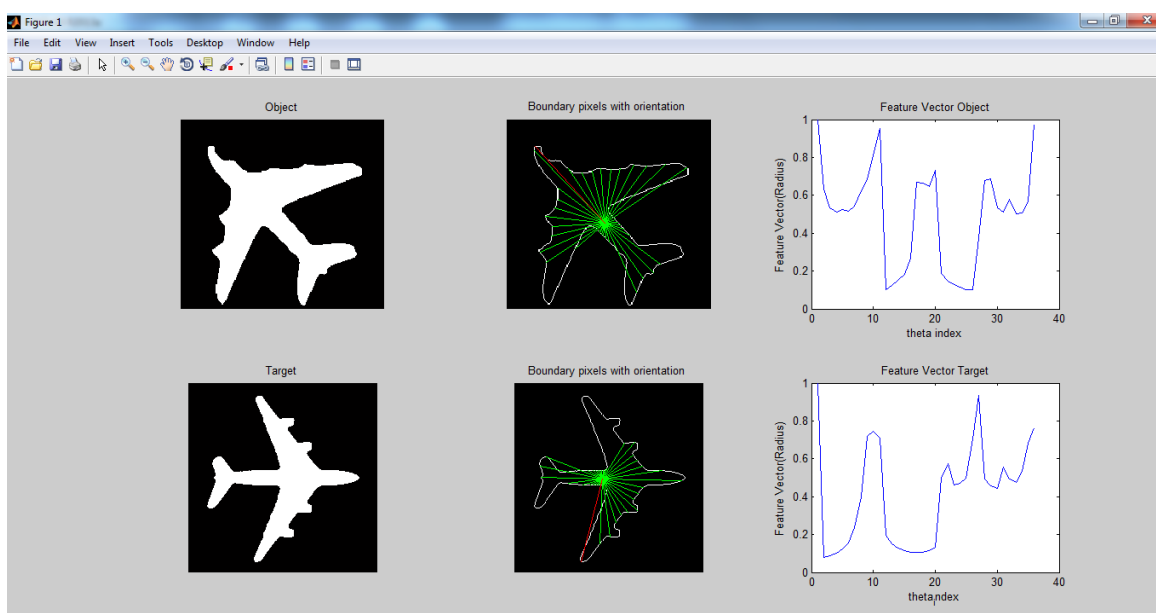 Figure 1
File Edit View Insert Tools Desktop Window Help
Object
Boundary pixels with orientation
Feature Vector Object
Feature Vector(Radius)
1
0.8
0.6
0.4
0.2
0
0 10 20 30 40
theta index
Target
Boundary pixels with orientation
Feature Vector Target
Feature Vector(Radius)
1
0.8
0.6
0.4
0.2
0
0 10 20 30 40
theta index